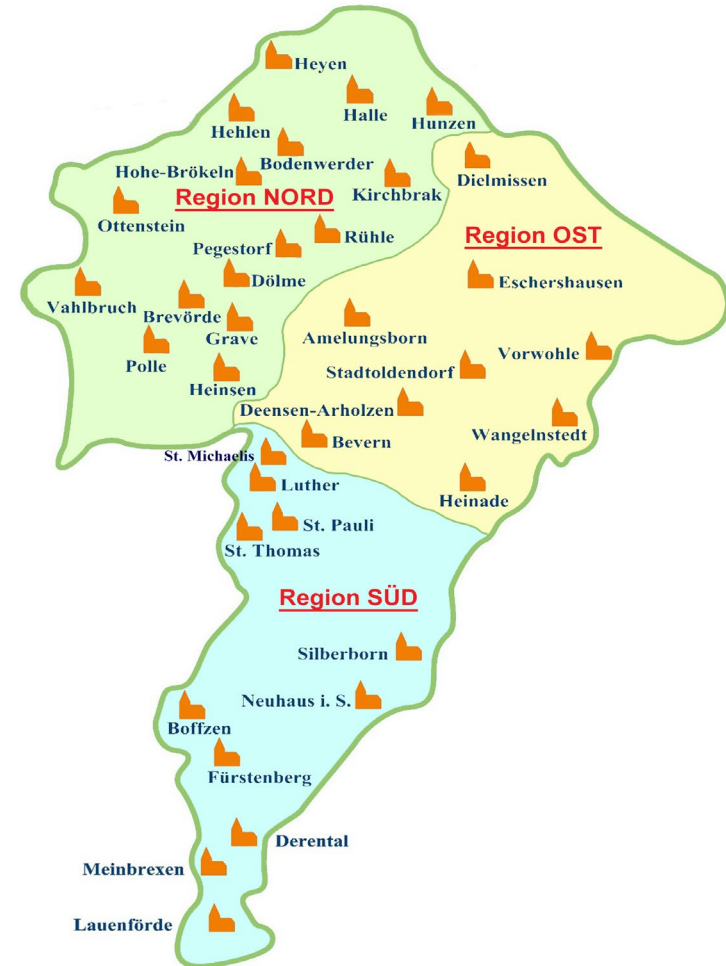 Heyen
Halle
Hunzen
Hehlen
Bodenwerder
Dielmissen
Hohe-Brökeln
Kirchbrak
Region NORD
Ottenstein
Region OST
Rühle
Pegestorf
Dölme
Eschershausen
Vahlbruch
Brevörde
Grave
Amelungsborn
Vorwohle
Polle
Stadtoldendorf
Heinsen
Deensen-Arholzen
Wangelnstedt
Bevern
St. Michaelis
Luther
Heinade
St. Pauli
St. Thomas
Region SÜD
Silberborn
Neuhaus i. S.
Boffzen
Fürstenberg
Derental
Meinbrexen
Lauenförde